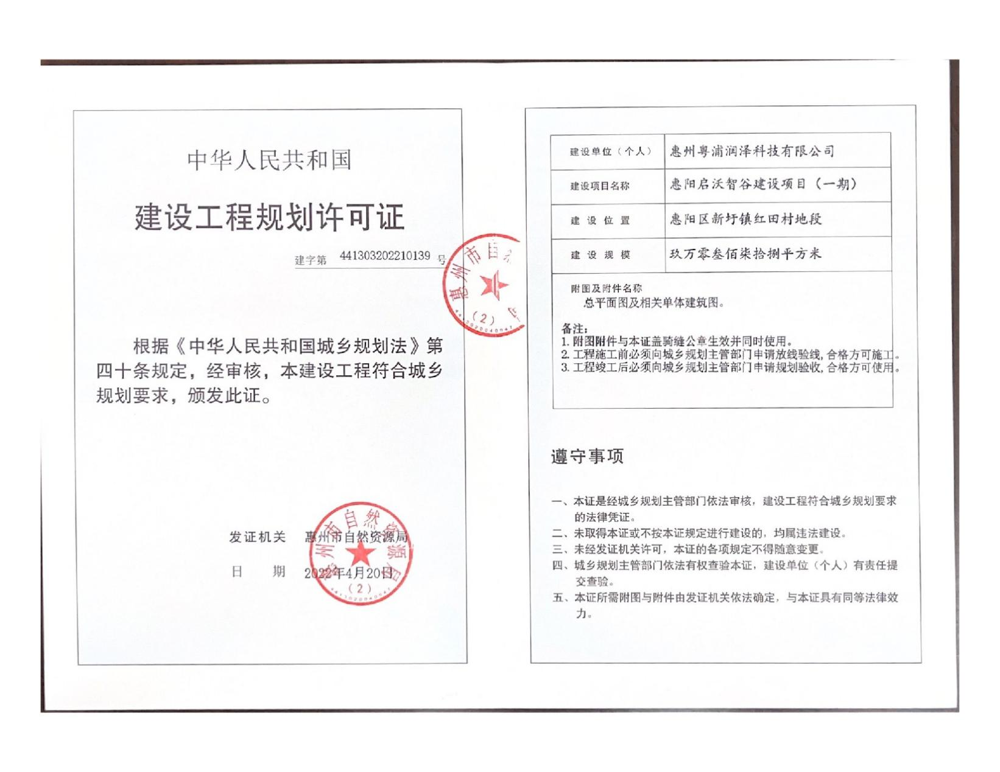 中华人民共和国
建设工程规划许可证
建字第 441303202210139 号
根据《中华人民共和国城乡规划法》第
四十条规定，经审核，本建设工程符合城乡
规划要求，颁发此证。
发证机关 惠州市自然资源局
日 期 2022年4月20日
惠州市自然资源局
(2)
惠州市自然
局
(2)
建设单位（个人） 惠州粤浦润泽科技有限公司
建设项目名称 惠阳启沃智谷建设项目（一期）
建设位置 惠阳区新圩镇红田村地段
建设规模 玖万零叁佰柒拾捌平方米
附图及附件名称
总平面图及相关单体建筑图。
备注：
1. 附图附件与本证盖骑缝公章生效并同时使用。
2. 工程施工前必须向城乡规划主管部门申请放线验线，合格方可施工。
3. 工程竣工后必须向城乡规划主管部门申请规划验收，合格方可使用。
遵守事项
一、本证是经城乡规划主管部门依法审核，建设工程符合城乡规划要求
的法律凭证。
二、未取得本证或不按本证规定进行建设的，均属违法建设。
三、未经发证机关许可，本证的各项规定不得随意变更。
四、城乡规划主管部门依法有权查验本证，建设单位（个人）有责任提
交查验。
五、本证所需附图与附件由发证机关依法确定，与本证具有同等法律效
力。